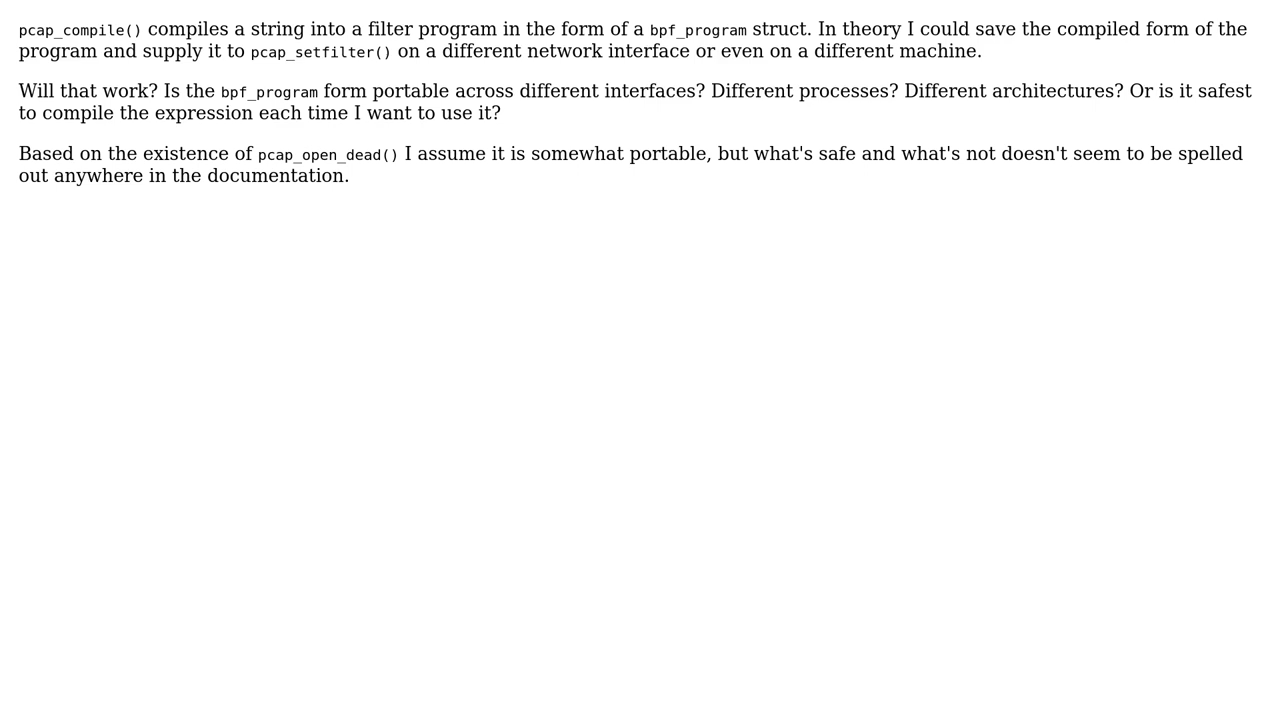 pcap_compile() compiles a string into a filter program in the form of a bpf_program struct. In theory I could save the compiled form of the
program and supply it to pcap_setfilter() on a different network interface or even on a different machine.
Will that work? Is the bpf_program form portable across different interfaces? Different processes? Different architectures? Or is it safest
to compile the expression each time I want to use it?
Based on the existence of pcap_open_dead() I assume it is somewhat portable, but what's safe and what's not doesn't seem to be spelled
out anywhere in the documentation.